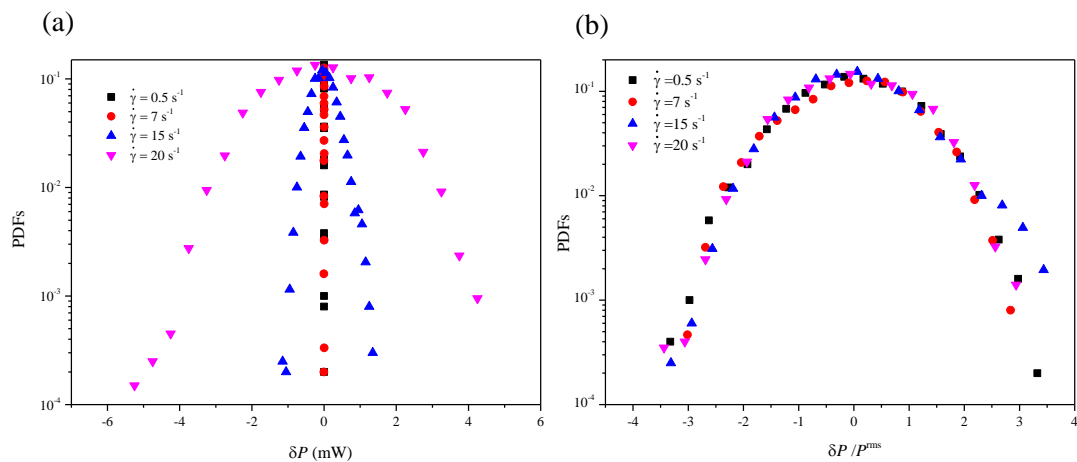 (a)
10⁻¹
10⁻²
10⁻³
10⁻⁴
PDFs
γ̇ = 0.5 s⁻¹
γ̇ = 7 s⁻¹
γ̇ = 15 s⁻¹
γ̇ = 20 s⁻¹
-6 -4 -2 0 2 4 6
δP (mW)
(b)
10⁻¹
10⁻²
10⁻³
10⁻⁴
PDFs
γ̇ =0.5 s⁻¹
γ̇ =7 s⁻¹
γ̇ =15 s⁻¹
γ̇ =20 s⁻¹
-4 -3 -2 -1 0 1 2 3 4
δP /Pʳᵐˢ